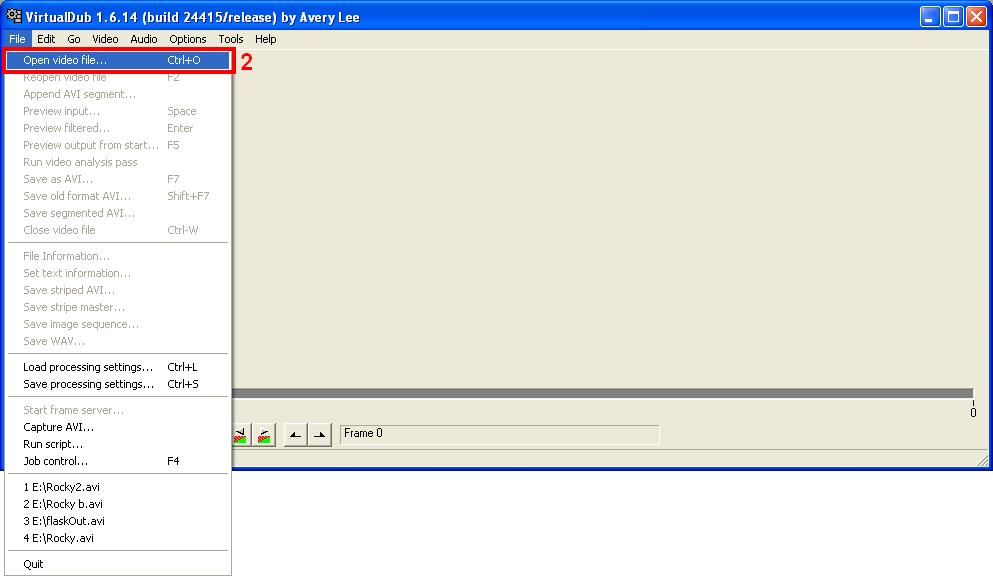 VirtualDub 1.6.14 (build 24415/release) by Avery Lee
File Edit Go Video Audio Options Tools Help
Open video file... Ctrl+O 2
Reopen video file F2
Append AVI segment...
Preview input... Space
Preview filtered... Enter
Preview output from start... F5
Run video analysis pass
Save as AVI... F7
Save old format AVI... Shift+F7
Save segmented AVI...
Close video file Ctrl-W
File Information...
Set text information...
Save striped AVI...
Save stripe master...
Save image sequence...
Save WAV...
Load processing settings... Ctrl+L
Save processing settings... Ctrl+S
Start frame server...
Capture AVI...
Run script...
Job control... F4
1 E:\Rocky2.avi
2 E:\Rocky b.avi
3 E:\flaskOut.avi
4 E:\Rocky.avi
Quit
0
Frame 0